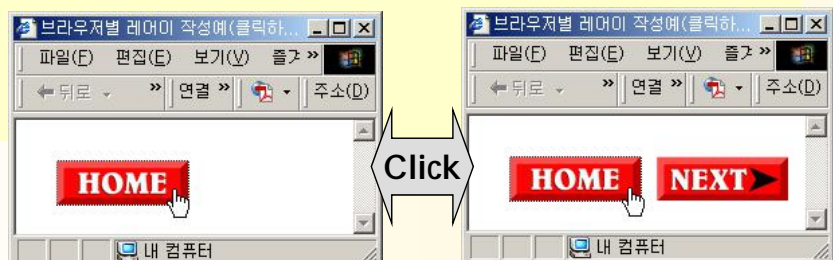 브라우저별 레어머 작성예(클릭하...
파일(F) 편집(E) 보기(V) 즐겨 »
뒤로 » 연결 » 주소(D)
HOME
내 컴퓨터
Click
브라우저별 레어머 작성예(클릭하...
파일(F) 편집(E) 보기(V) 즐겨 »
뒤로 » 연결 » 주소(D)
HOME NEXT
내 컴퓨터